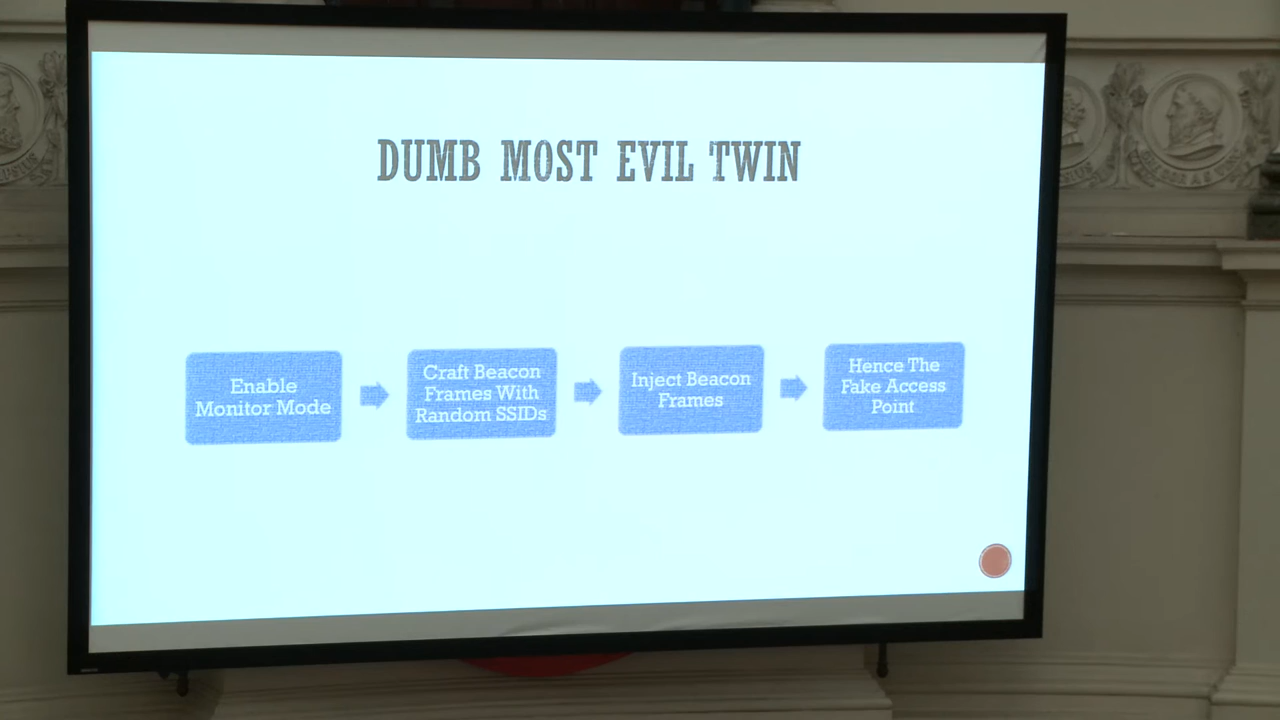 DUMB MOST EVIL TWIN
Enable
Monitor Mode
Craft Beacon
Frames With
Random SSIDs
Inject Beacon
Frames
Hence The
Fake Access
Point